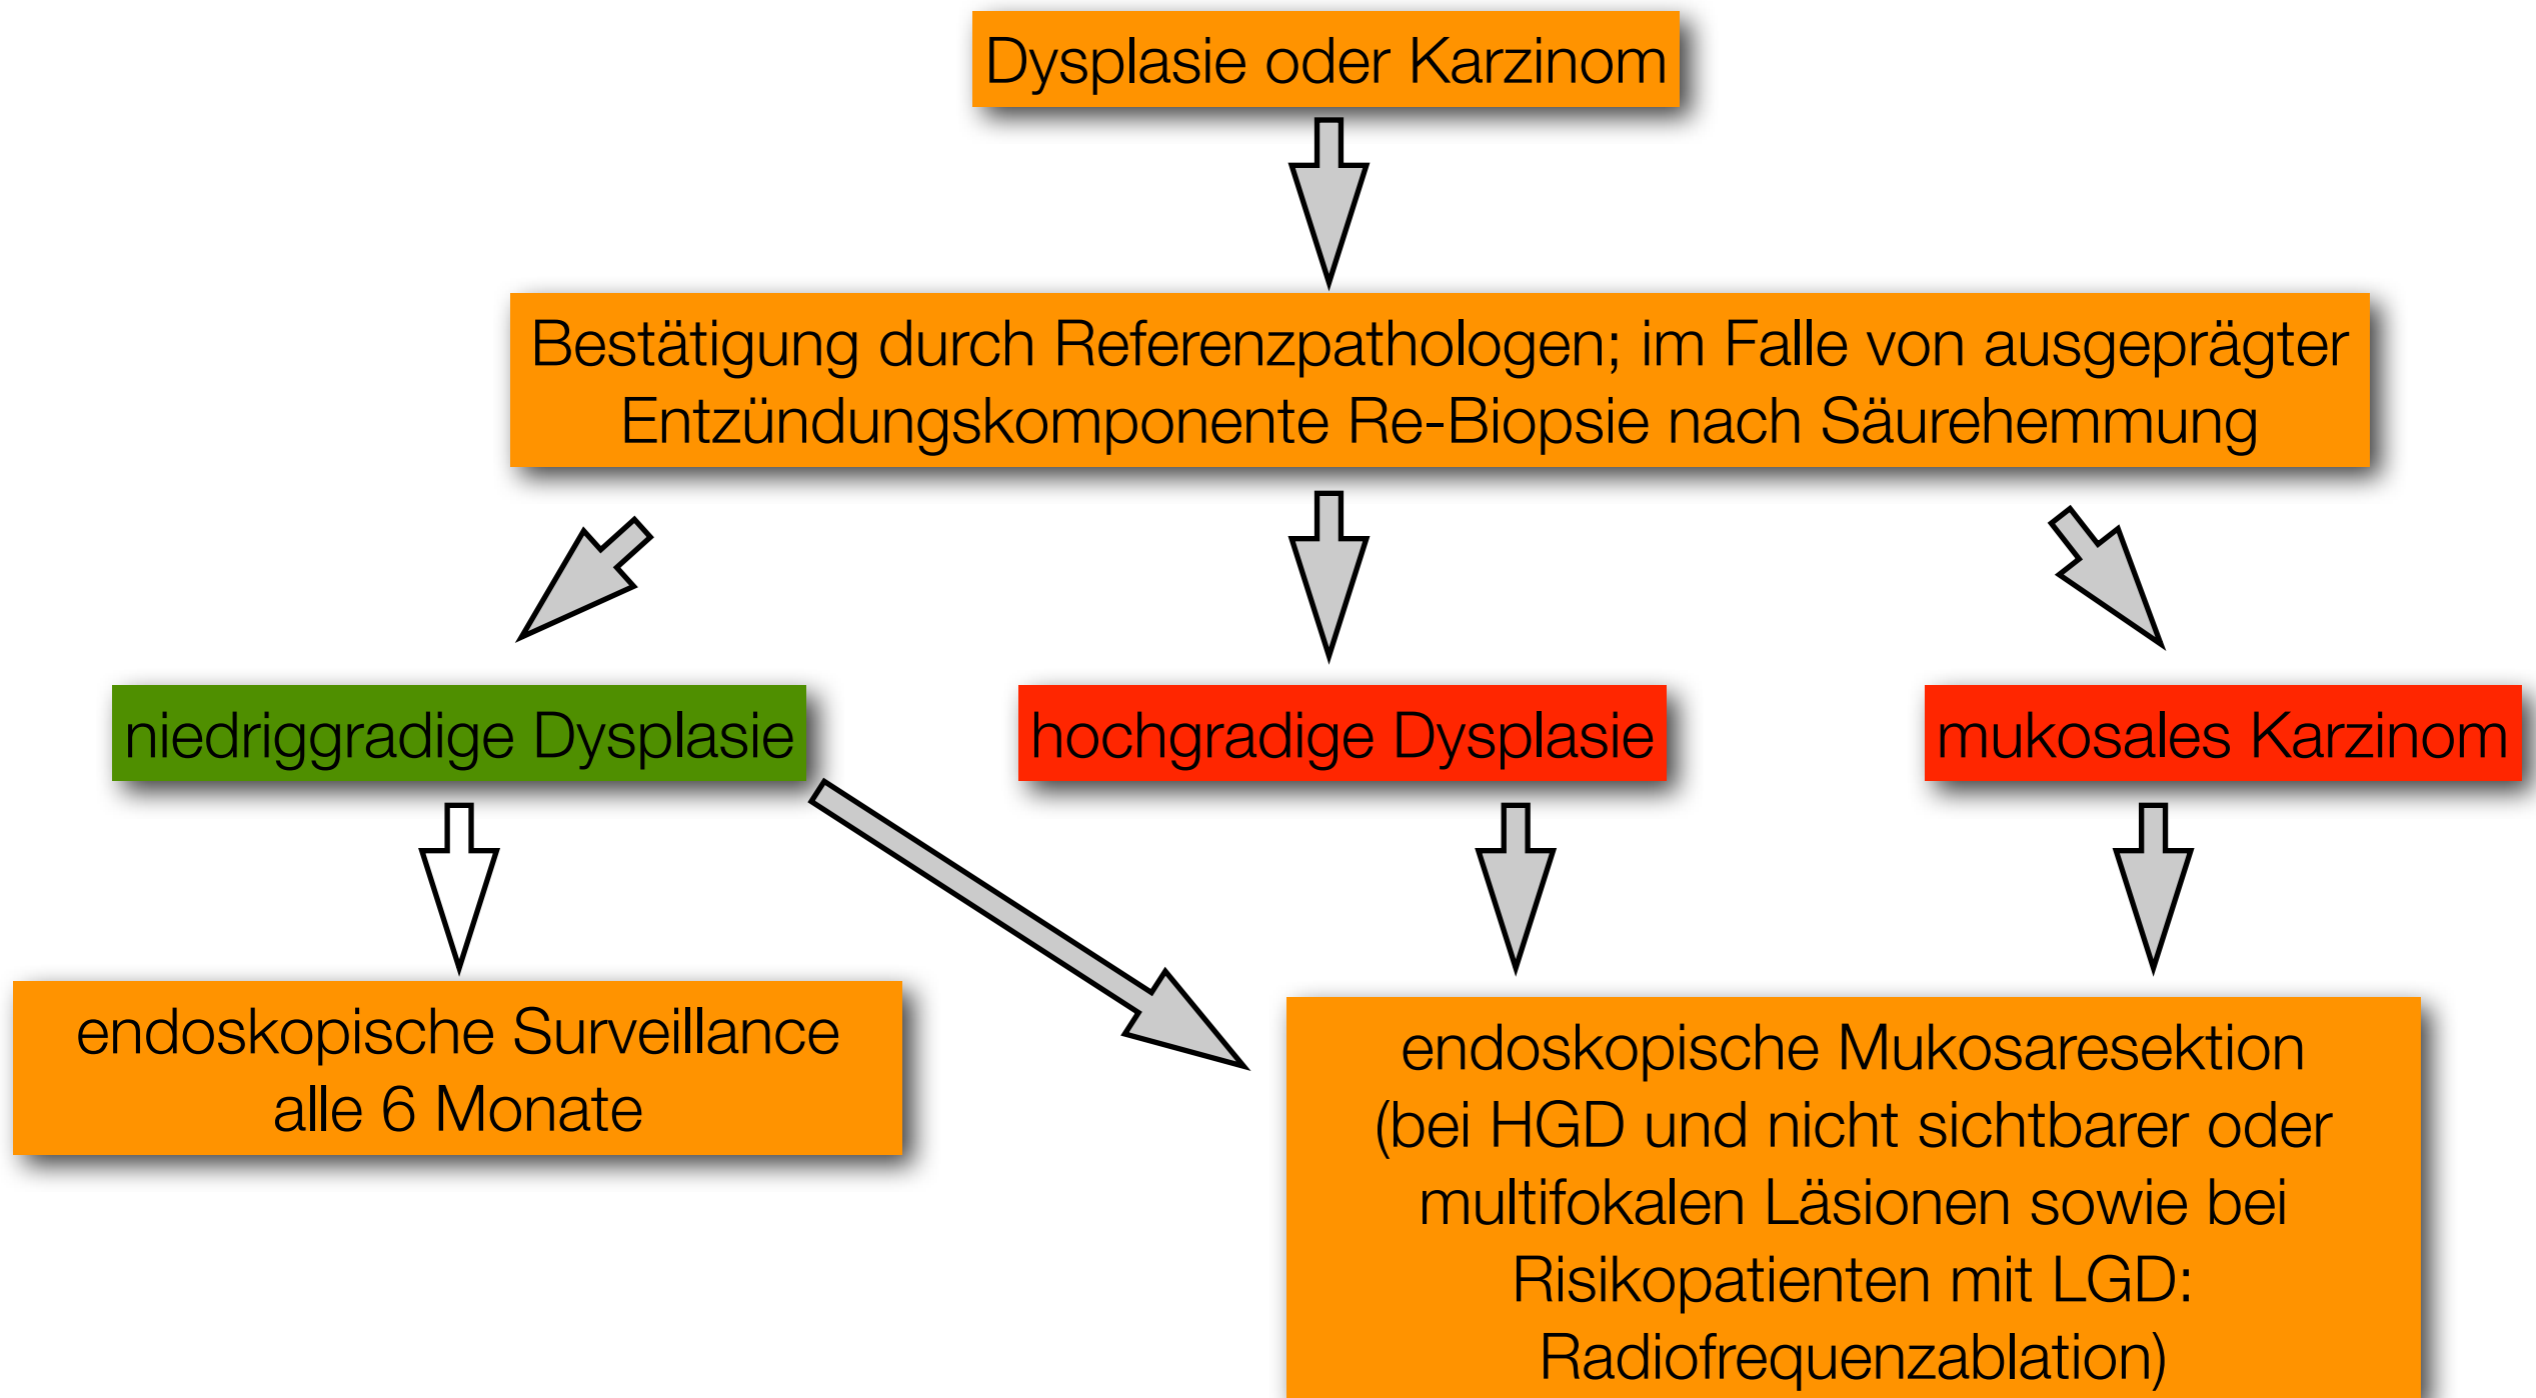 Dysplasie oder Karzinom
Bestätigung durch Referenzpathologen; im Falle von ausgeprägter
Entzündungskomponente Re-Biopsie nach Säurehemmung
niedriggradige Dysplasie
hochgradige Dysplasie
mukosales Karzinom
endoskopische Surveillance
alle 6 Monate
endoskopische Mukosaresektion
(bei HGD und nicht sichtbarer oder
multifokalen Läsionen sowie bei
Risikopatienten mit LGD:
Radiofrequenzablation)